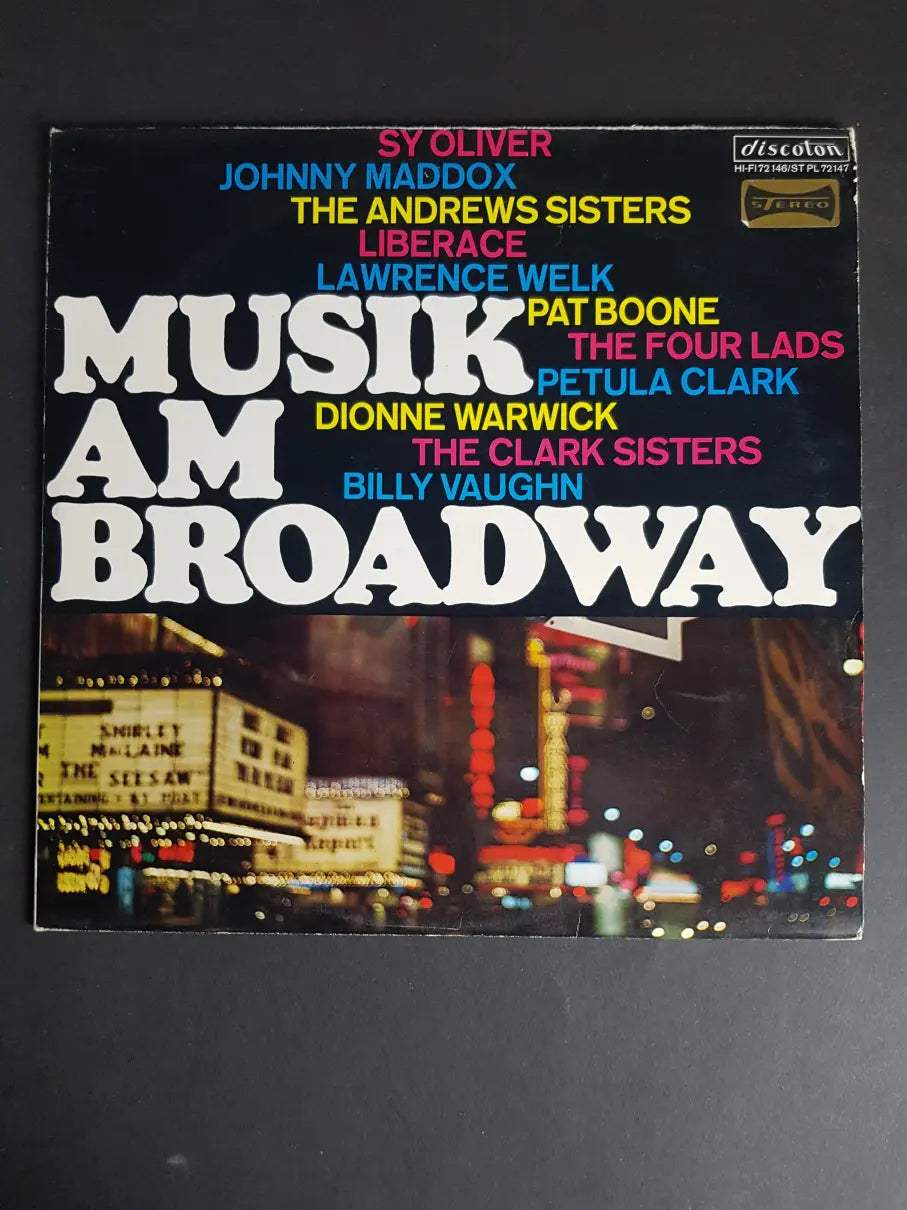 SY OLIVER
discoton
HI-FI 72 146/ST PL 72147
STEREO
JOHNNY MADDOX
THE ANDREWS SISTERS
LIBERACE
LAWRENCE WELK
PAT BOONE
THE FOUR LADS
PETULA CLARK
MUSIK
DIONNE WARWICK
THE CLARK SISTERS
BILLY VAUGHN
AM
BROADWAY
SHIRLEY
MacLAINE
THE
SEESAW